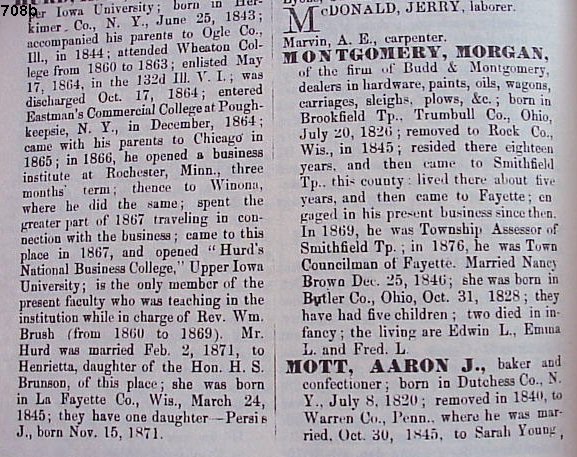 708b
per Iowa University; born in Her-
kimer Co., N. Y., June 25, 1843;
accompanied his parents to Ogle Co.,
Ill., in 1844; attended Wheaton Col-
lege from 1860 to 1863; enlisted May
17, 1864, in the 132d Ill. V. I.; was
discharged Oct. 17, 1864; entered
Eastman's Commercial College at Pough-
keepsie, N. Y., in December, 1864;
came with his parents to Chicago in
1865; in 1866, he opened a business
institute at Rochester, Minn., three
months' term; thence to Winona,
where he did the same; spent the
greater part of 1867 traveling in con-
nection with the business; came to this
place in 1867, and opened "Hurd's
National Business College," Upper Iowa
University; is the only member of the
present faculty who was teaching in the
institution while in charge of Rev. Wm.
Brush (from 1860 to 1869). Mr.
Hurd was married Feb. 2, 1871, to
Henrietta, daughter of the Hon. H. S.
Brunson, of this place; she was born
in La Fayette Co., Wis., March 24,
1845; they have one daughter—Persis
J., born Nov. 15, 1871.
McDONALD, JERRY, laborer.
Marvin, A. E., carpenter.
MONTGOMERY, MORGAN,
of the firm of Budd & Montgomery,
dealers in hardware, paints, oils, wagons,
carriages, sleighs, plows, &c.; born in
Brookfield Tp., Trumbull Co., Ohio,
July 20, 1826; removed to Rock Co.,
Wis., in 1845; resided there eighteen
years, and then came to Smithfield
Tp., this county; lived there about five
years, and then came to Fayette; en
gaged in his present business since then.
In 1869, he was Township Assessor of
Smithfield Tp.; in 1876, he was Town
Councilman of Fayette. Married Nancy
Brown Dec. 25, 1846; she was born in
Butler Co., Ohio, Oct. 31, 1828; they
have had five children; two died in in-
fancy; the living are Edwin L., Emma
L. and Fred. L.
MOTT, AARON J., baker and
confectioner; born in Dutchess Co., N.
Y., July 8, 1820; removed in 1840, to
Warren Co., Penn., where he was mar-
ried, Oct. 30, 1845, to Sarah Young,